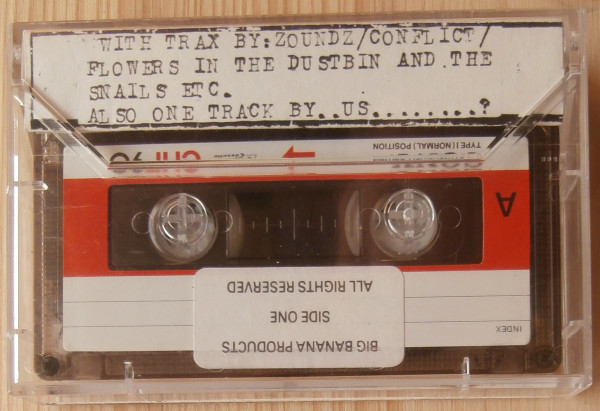 WITH TRAX BY:ZOUNDZ/CONFLICT/
FLOWERS IN THE DUSTBIN AND THE
SNAILS ETC.
ALSO ONE TRACK BY..US........?
TYPE I (NORMAL) POSITION
A
BIG BANANA PRODUCTS
SIDE ONE
ALL RIGHTS RESERVED
INDEX